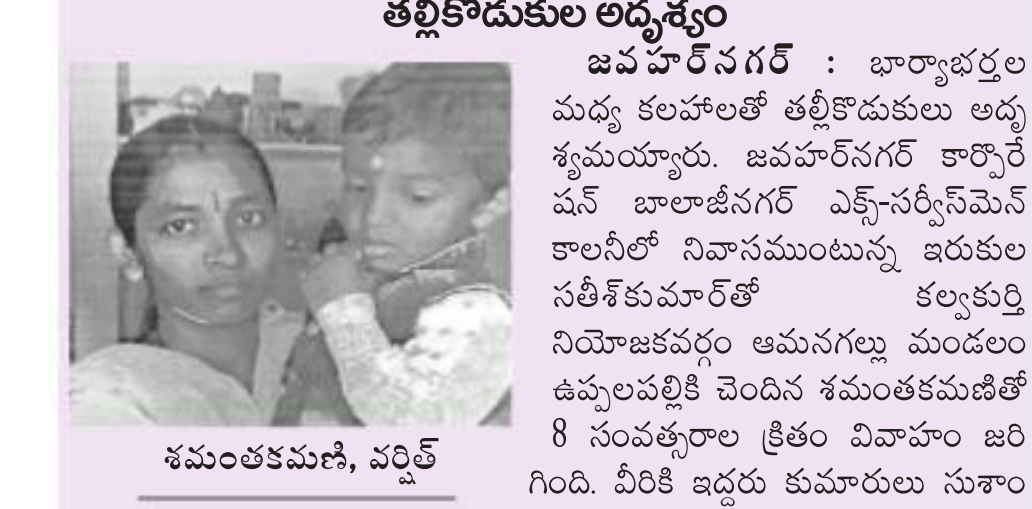 తల్లీకొడుకుల అదృశ్యం
జవహర్‌నగర్ : భార్యాభర్తల
మధ్య కలహాలతో తల్లీకొడుకులు అదృ
శ్యమయ్యారు. జవహర్‌నగర్ కార్పొరే
షన్ బాలాజీనగర్ ఎక్స్-సర్వీస్‌మెన్
కాలనీలో నివాసముంటున్న ఇరుకుల
సతీశ్‌కుమార్‌తో కల్వకుర్తి
నియోజకవర్గం ఆమనగల్లు మండలం
ఉప్పలపల్లికి చెందిన శమంతకమణితో
8 సంవత్సరాల క్రితం వివాహం జరి
గింది. వీరికి ఇద్దరు కుమారులు సుశాం
శమంతకమణి, వర్షిత్